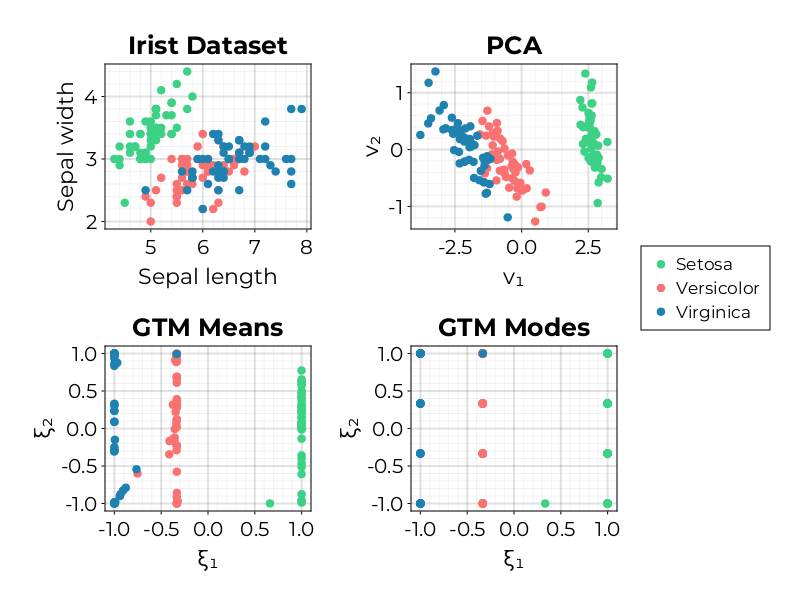 Irist Dataset
PCA
Sepal width
4
3
2
5 6 7 8
Sepal length
v₂
1
0
-1
-2.5 0.0 2.5
v₁
Setosa
Versicolor
Virginica
GTM Means
GTM Modes
ξ₂
1.0
0.5
0.0
-0.5
-1.0
-1.0 -0.5 0.0 0.5 1.0
ξ₁
ξ₂
1.0
0.5
0.0
-0.5
-1.0
-1.0 -0.5 0.0 0.5 1.0
ξ₁